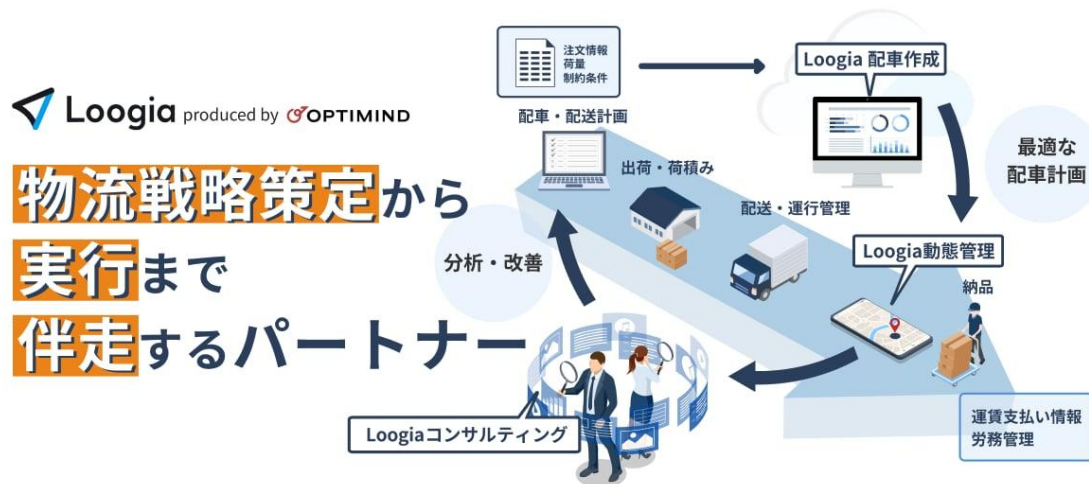 Loogia produced by OPTIMIND
物流戦略策定から
実行まで
伴走するパートナー
注文情報
荷量
制約条件
配車・配送計画
Loogia 配車作成
最適な
配車計画
出荷・荷積み
配送・運行管理
Loogia動態管理
納品
分析・改善
Loogiaコンサルティング
運賃支払い情報
労務管理